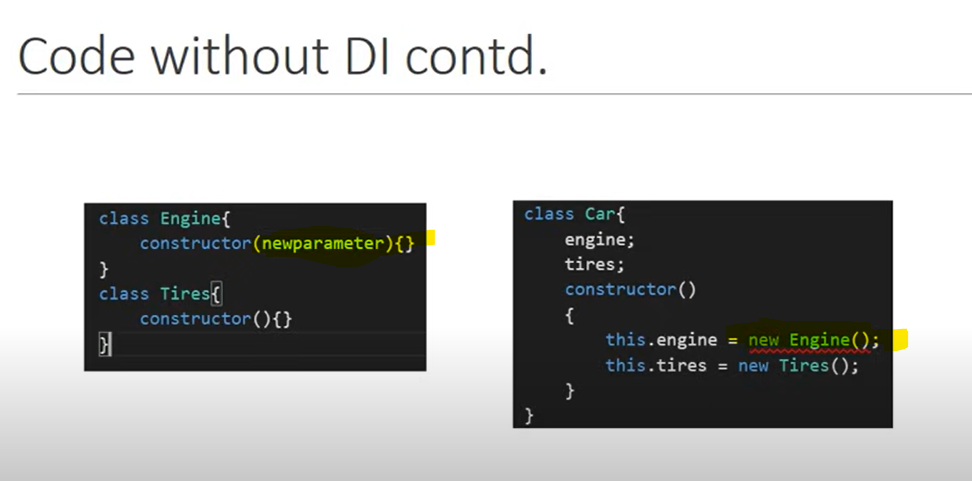 Code without DI contd.
class Engine{
constructor(newparameter){}
}
class Tires{
constructor(){}
}
class Car{
engine;
tires;
constructor()
{
this.engine = new Engine();
this.tires = new Tires();
}
}